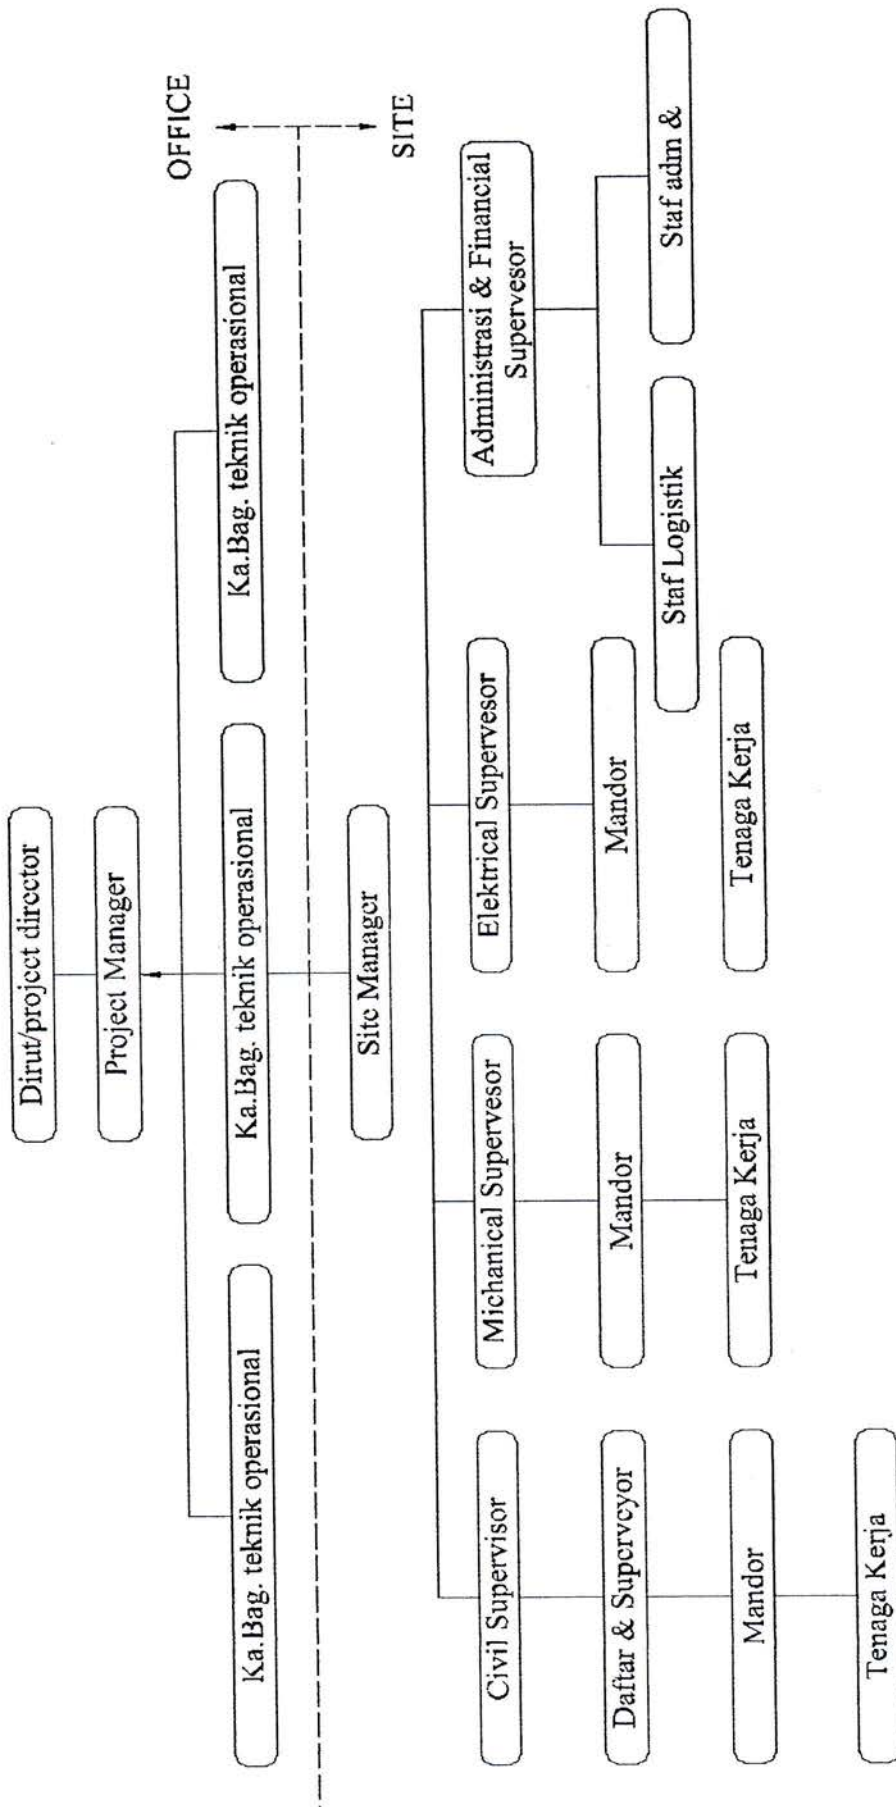 Dirut/project director
Project Manager
OFFICE
Ka.Bag. teknik operasional
Ka.Bag. teknik operasional
Ka.Bag. teknik operasional
SITE
Site Manager
Civil Supervisor
Michanical Supervesor
Elektrical Supervesor
Administrasi & Financial
Supervesor
Daftar & Supcrvcyor
Mandor
Mandor
Staf Logistik
Staf adm &
Mandor
Tenaga Kerja
Tenaga Kerja
Tenaga Kerja